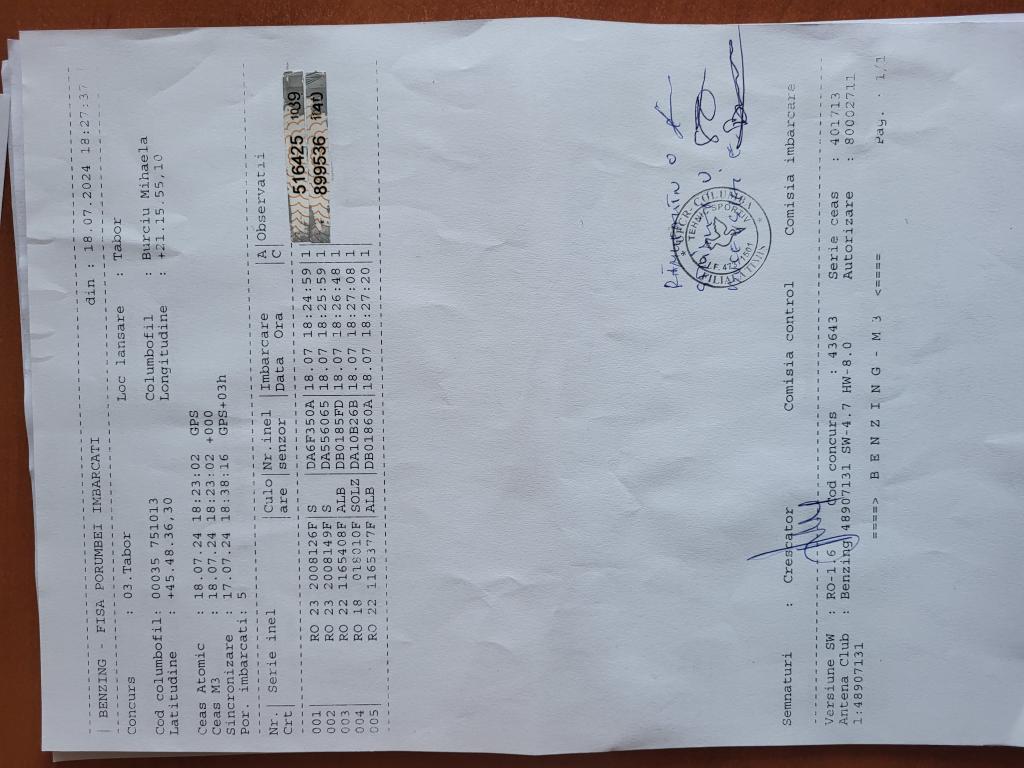 | BENZING - FISA PORUMBEI IMBARCATI din : 18.07.2024 18:27:37
Concurs : 03.Tabor Loc lansare : Tabor
Cod columbofil: 00035 751013 Columbofil : Burciu Mihaela
Latitudine : +45.48.36,30 Longitudine : +21.15.55,10
Ceas Atomic : 18.07.24 18:23:02 GPS
Ceas M3 : 18.07.24 18:23:02 +000
Sincronizare : 17.07.24 18:38:16 GPS+03h
Por. imbarcati: 5
Nr.| Serie inel |Culo|Nr.inel |Imbarcare |A|Observatii
Crt| |are |senzor |Data Ora |C|
001 RO 23 2008126F S |DA6F350A|18.07 18:24:59 1|
002 RO 23 2008149F S |DA556065|18.07 18:25:59 1|
003 RO 22 1165408F ALB |DB0185FD|18.07 18:26:48 1|
004 RO 18 018010F SOLZ|DA10B26B|18.07 18:27:08 1|
005 RO 22 1165377F ALB |DB01860A|18.07 18:27:20 1|
516425 1039
899536 1040
COLUMBA
FILIALA
Semnaturi : Crescator Comisia control Comisia imbarcare
Versiune SW : RO-1.6 Cod concurs : 43643 Serie ceas : 401713
Antena Club : Benzing 48907131 SW-4.7 HW-8.0 Autorizare : 80002711
1:48907131
====> B E N Z I N G - M 3 <==== Pag. : 1/1